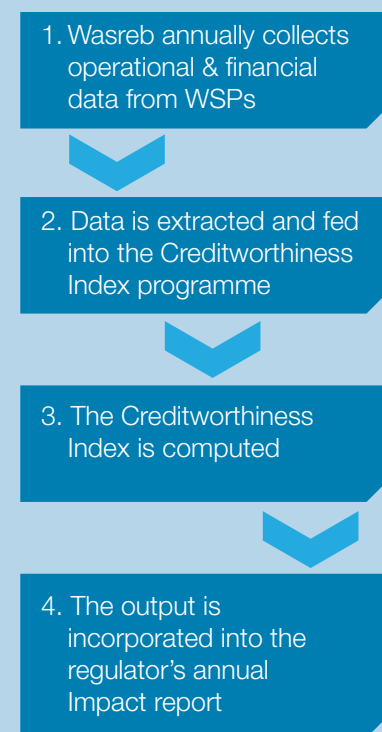 1. Wasreb annually collects
operational & financial
data from WSPs
2. Data is extracted and fed
into the Creditworthiness
Index programme
3. The Creditworthiness
Index is computed
4. The output is
incorporated into the
regulator’s annual
Impact report